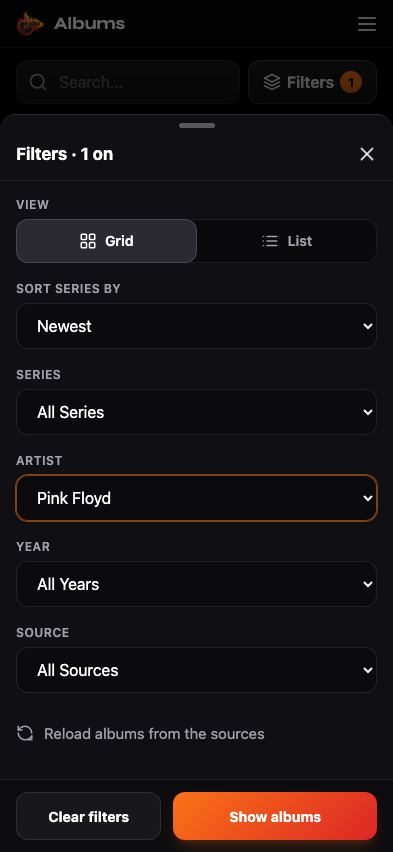 Albums
Search...
Filters 1
Filters · 1 on
VIEW
Grid
List
SORT SERIES BY
Newest
SERIES
All Series
ARTIST
Pink Floyd
YEAR
All Years
SOURCE
All Sources
Reload albums from the sources
Clear filters
Show albums